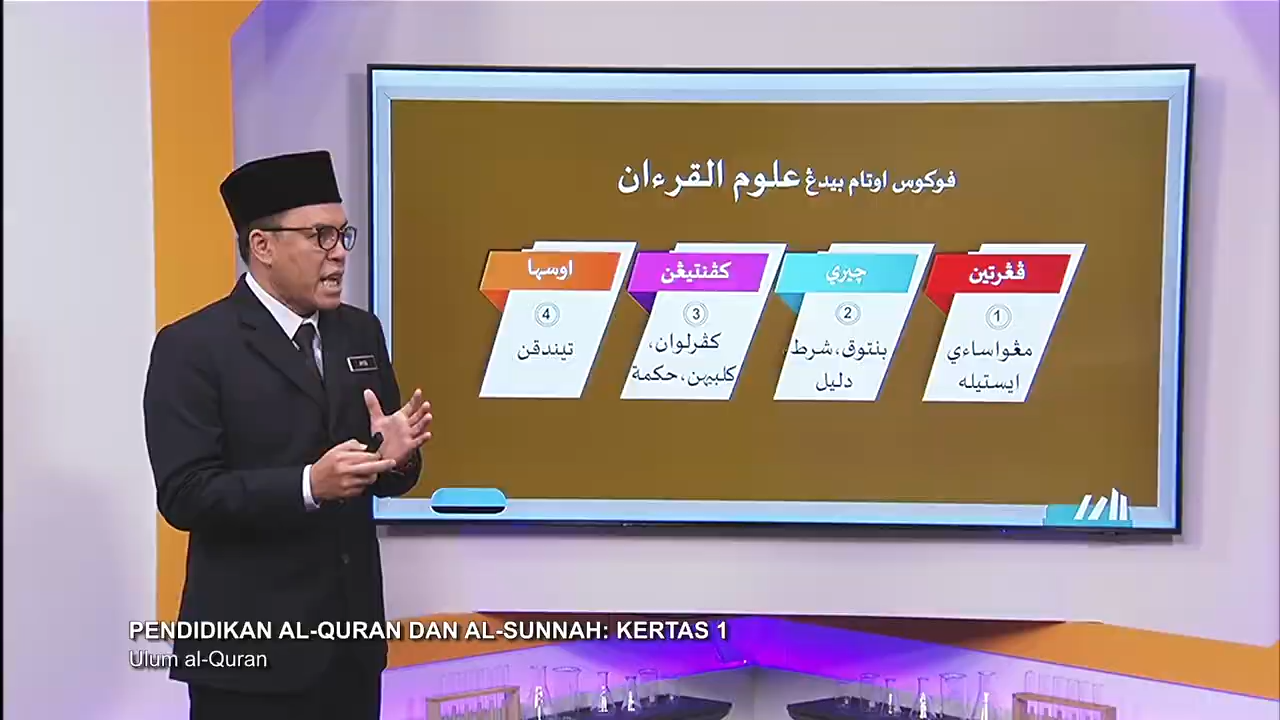 فوكوس اوتام بيدڠ علوم القرءان
ڤڠرتين
1
مڠواساءي
ايستيله
چيري
2
بنتوق، شرط،
دليل
كڤنتيڠن
3
كڤرلوان،
كلبيهن، حكمة
اوسها
4
تيندقن
PENDIDIKAN AL-QURAN DAN AL-SUNNAH: KERTAS 1
Ulum al-Quran